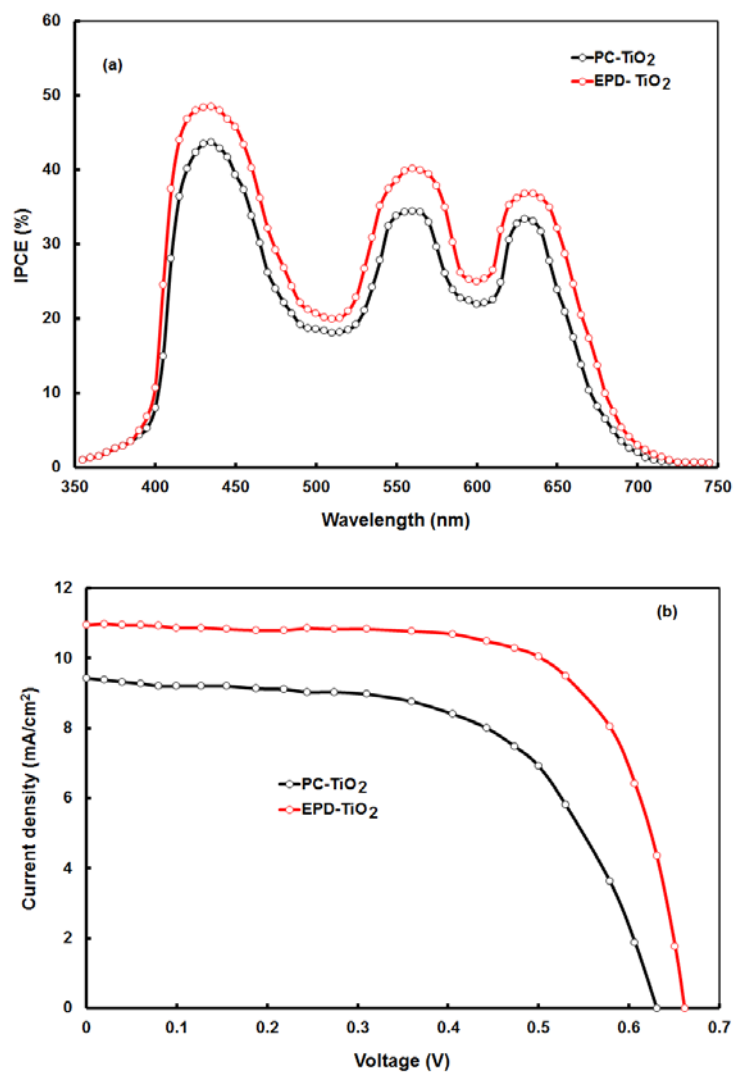 60
50
40
30
20
10
0
IPCE (%)
(a)
PC-TiO2
EPD- TiO2
350 400 450 500 550 600 650 700 750
Wavelength (nm)
12
10
8
6
4
2
0
Current density (mA/cm²)
(b)
PC-TiO2
EPD-TiO2
0 0.1 0.2 0.3 0.4 0.5 0.6 0.7
Voltage (V)